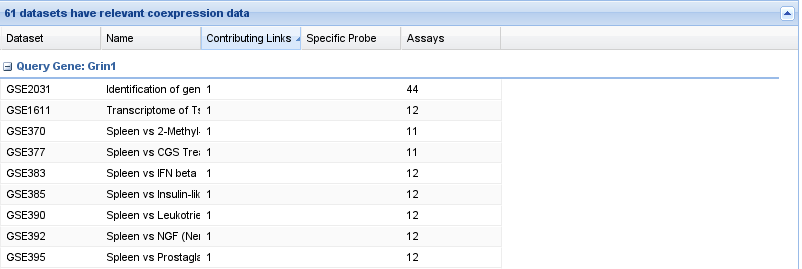 61 datasets have relevant coexpression data
Dataset Name Contributing Links Specific Probe Assays
Query Gene: Grin1
GSE2031 Identification of gen 1 44
GSE1611 Transcriptome of Ts 1 12
GSE370 Spleen vs 2-Methyl- 1 11
GSE377 Spleen vs CGS Trea 1 11
GSE383 Spleen vs IFN beta 1 12
GSE385 Spleen vs Insulin-lik 1 12
GSE390 Spleen vs Leukotrie 1 12
GSE392 Spleen vs NGF (Ner 1 12
GSE395 Spleen vs Prostagla 1 12